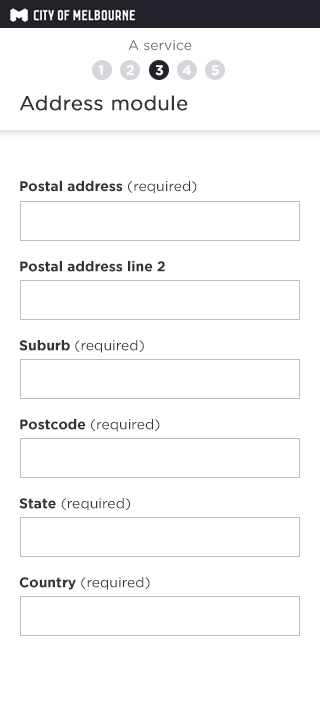 CITY OF MELBOURNE
A service
1 2 3 4 5
Address module
Postal address (required)
Postal address line 2
Suburb (required)
Postcode (required)
State (required)
Country (required)